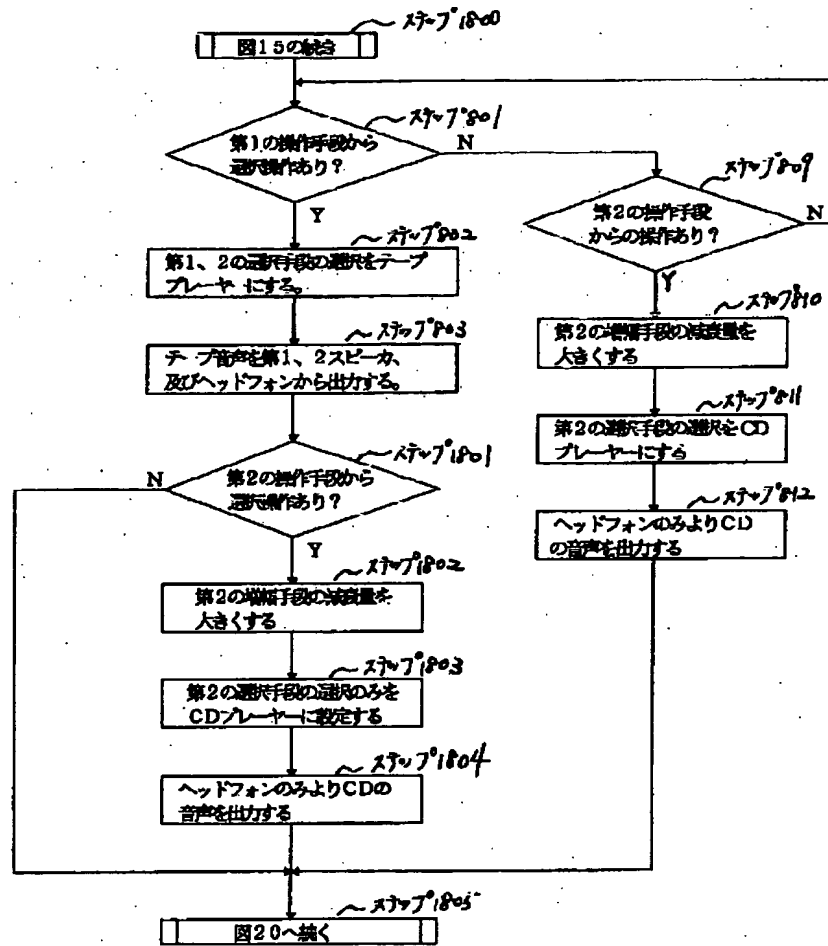 ステップ1800
図15の続き
ステップ801
第1の操作手段から
選択操作あり?
N
Y
ステップ809
第2の操作手段
からの操作あり?
N
Y
ステップ802
第1、2の選択手段の選択をテープ
プレーヤーにする。
ステップ803
テープ音声を第1、2スピーカ、
及びヘッドフォンから出力する。
ステップ810
第2の増幅手段の減衰量を
大きくする
ステップ811
第2の選択手段の選択をCD
プレーヤーにする
ステップ812
ヘッドフォンのみよりCD
の音声を出力する
ステップ1801
第2の操作手段から
選択操作あり?
N
Y
ステップ1802
第2の増幅手段の減衰量を
大きくする
ステップ1803
第2の選択手段の選択のみを
CDプレーヤーに設定する
ステップ1804
ヘッドフォンのみよりCDの
音声を出力する
ステップ1805
図20へ続く